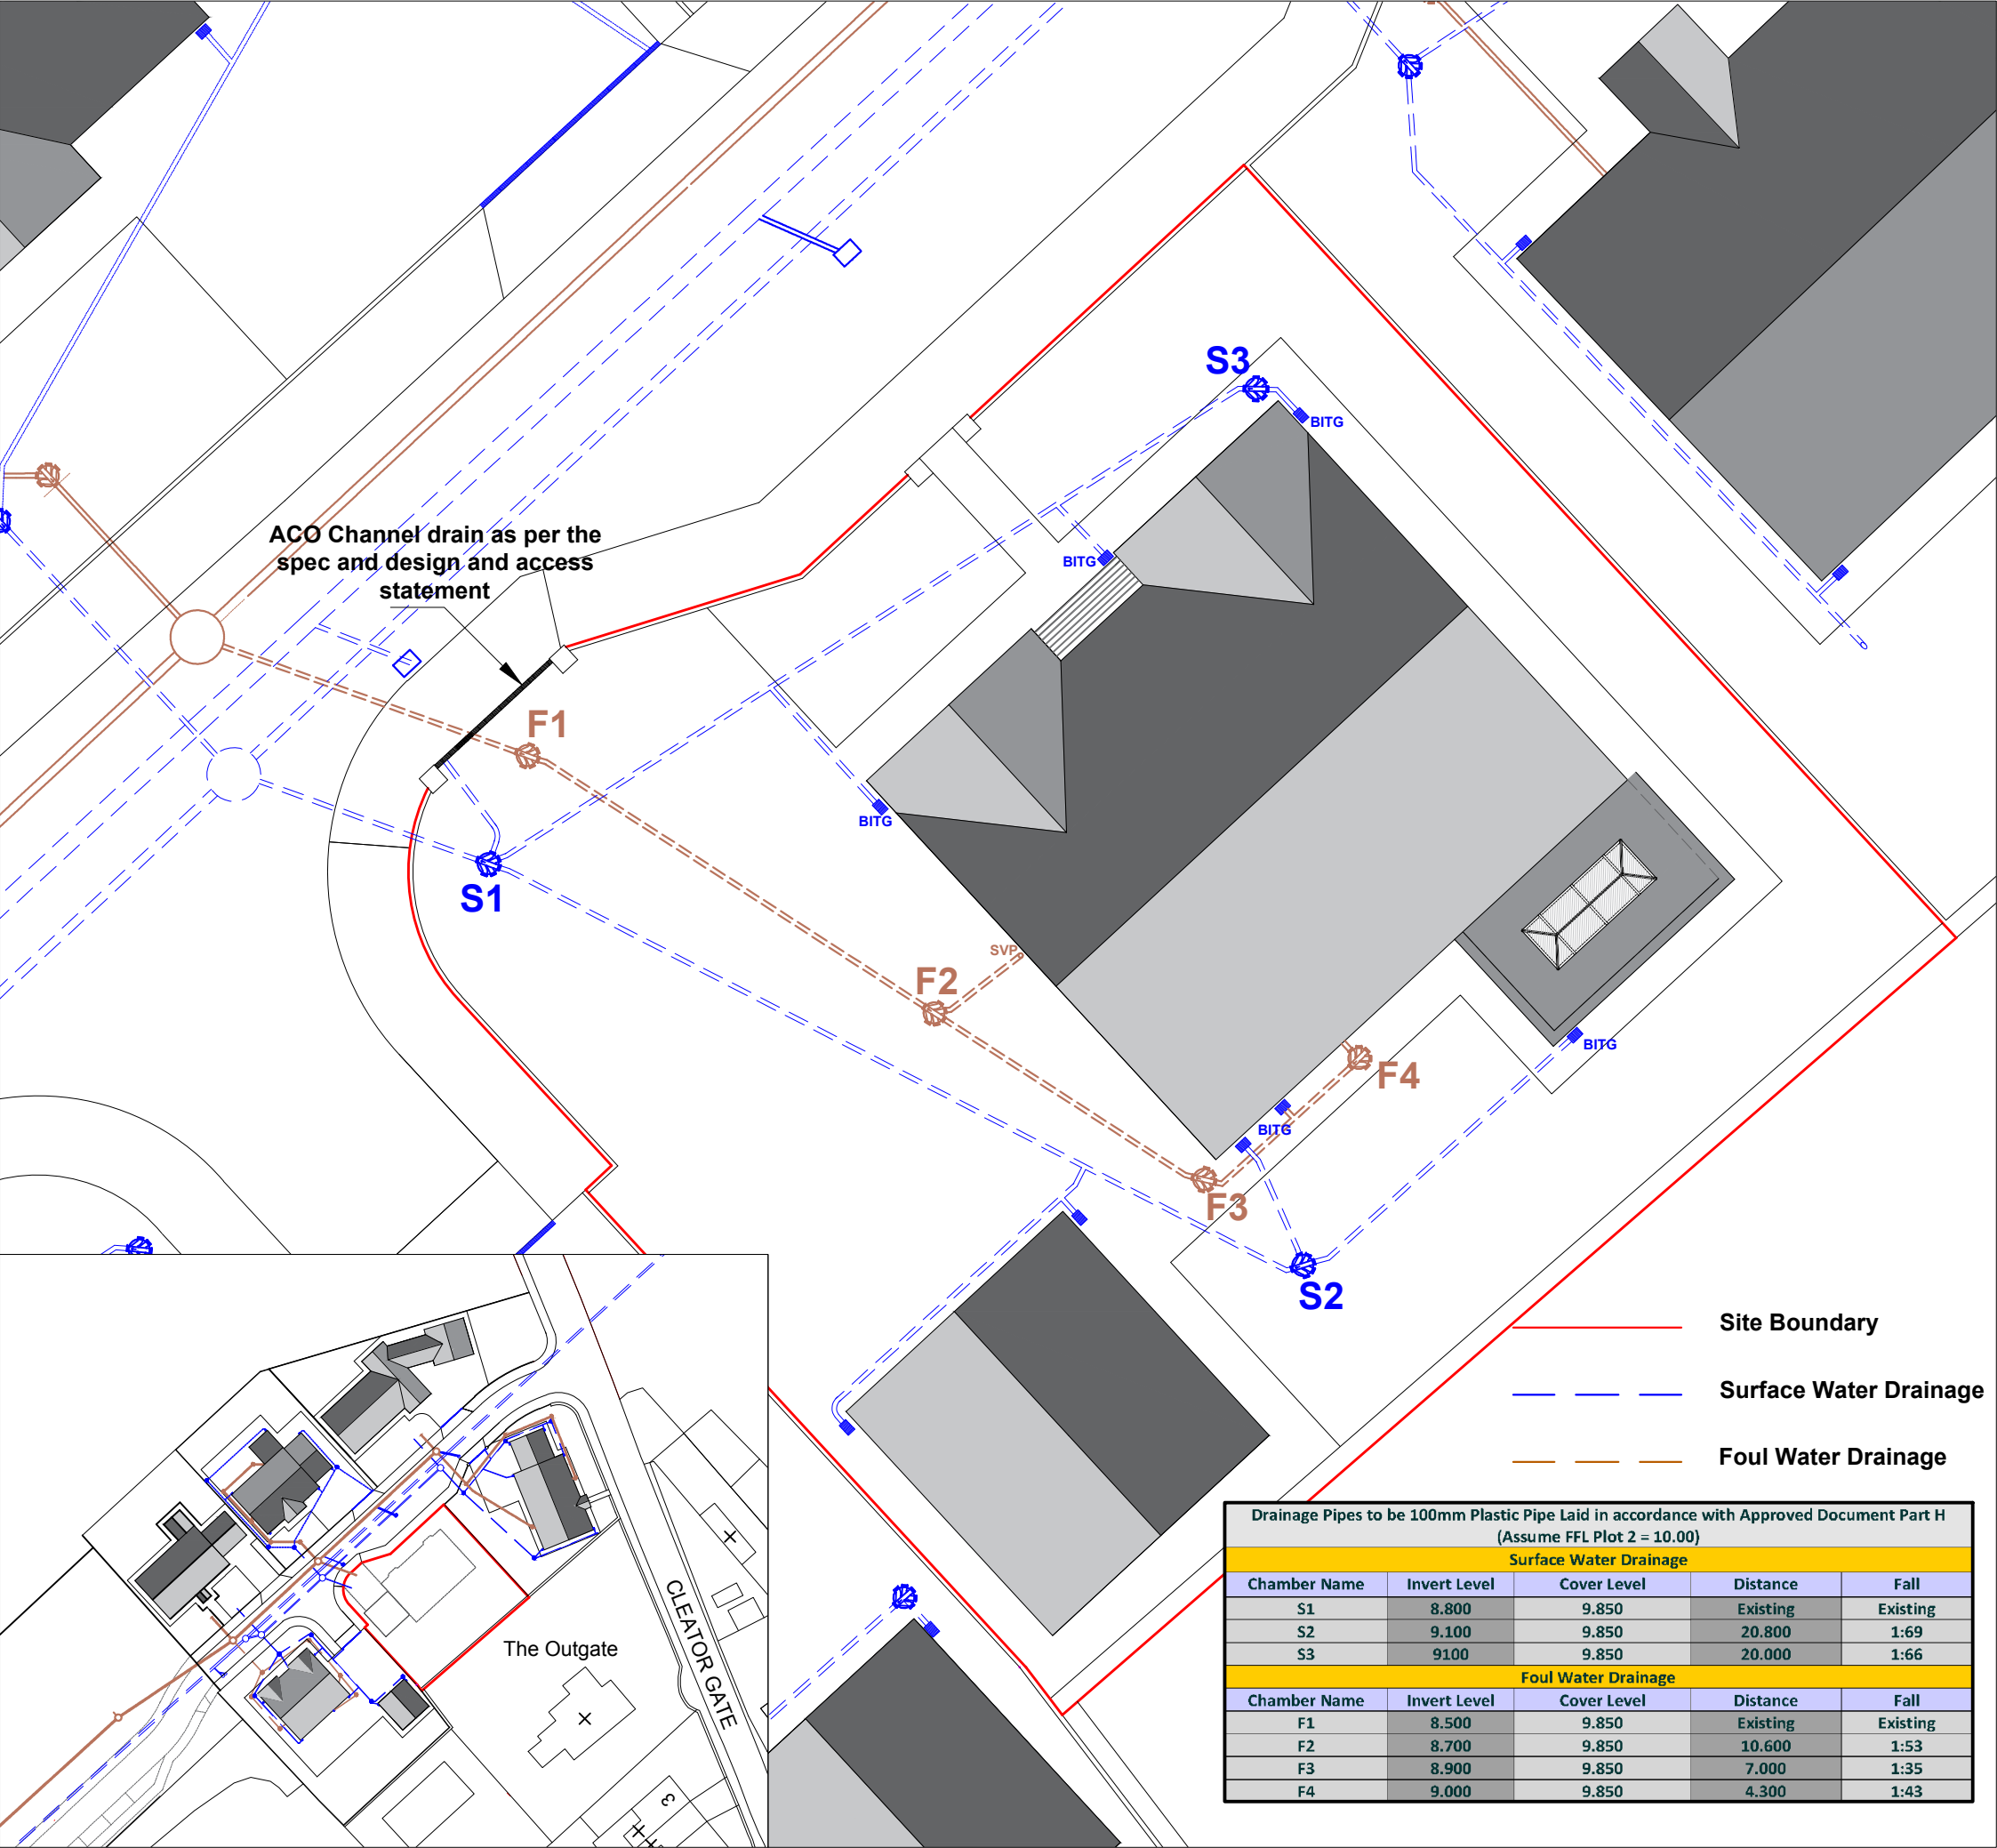 S3
BITG
ACO Channel drain as per the
spec and design and access
statement
BITG
F1
BITG
S1
SVP
F2
BITG
F4
BITG
F3
S2
Site Boundary
Surface Water Drainage
Foul Water Drainage
Drainage Pipes to be 100mm Plastic Pipe Laid in accordance with Approved Document Part H
(Assume FFL Plot 2 = 10.00)
Surface Water Drainage
Chamber Name Invert Level Cover Level Distance Fall
S1 8.800 9.850 Existing Existing
S2 9.100 9.850 20.800 1:69
S3 9100 9.850 20.000 1:66
Foul Water Drainage
Chamber Name Invert Level Cover Level Distance Fall
F1 8.500 9.850 Existing Existing
F2 8.700 9.850 10.600 1:53
F3 8.900 9.850 7.000 1:35
F4 9.000 9.850 4.300 1:43
The Outgate
CLEATOR GATE
3